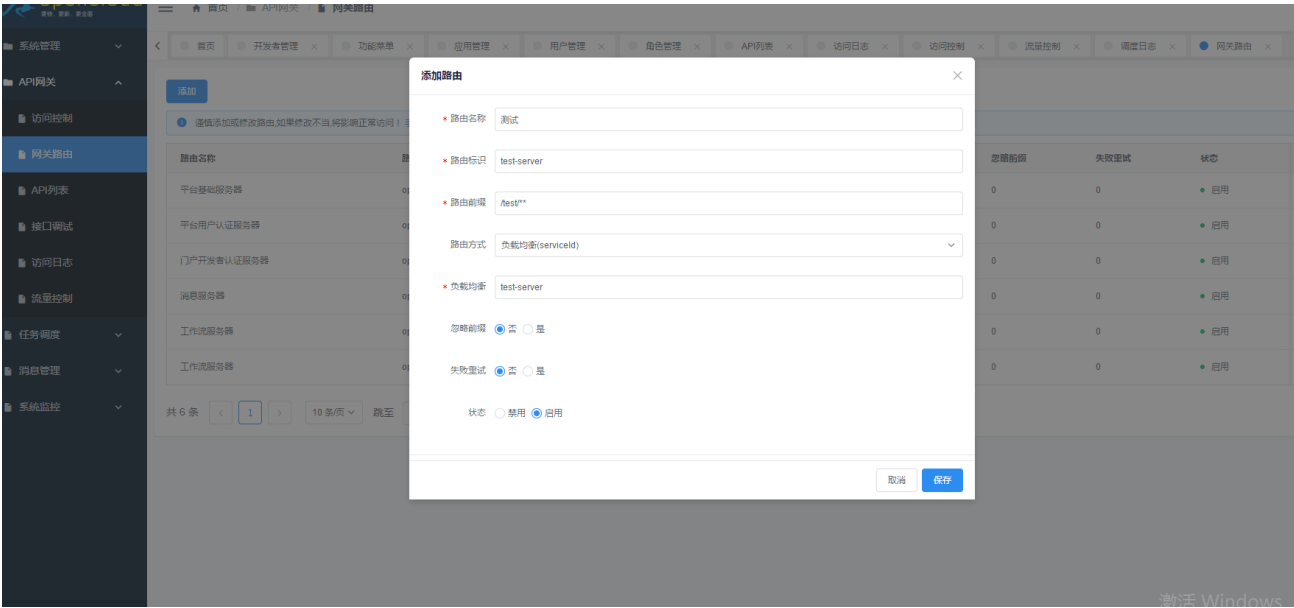 首页 / API网关 / 网关路由
系统管理
首页 开发者管理 功能菜单 应用管理 用户管理 角色管理 API列表 访问日志 访问控制 流量控制 调度日志 网关路由
API网关
添加路由
添加
访问控制
* 路由名称 测试
谨慎添加或修改路由,如果修改不当,将影响正常访问！
网关路由
路由名称
* 路由标识 test-server
忽略前缀 失败重试 状态
API列表
平台基础服务器
* 路由前缀 /test/**
0 0 启用
接口调试
平台用户认证服务器
0 0 启用
路由方式 负载均衡(serviceId)
访问日志
门户开发者认证服务器
0 0 启用
* 负载均衡 test-server
流量控制
消息服务器
0 0 启用
任务调度
工作流服务器
忽略前缀 否 是
0 0 启用
消息管理
工作流服务器
失败重试 否 是
0 0 启用
系统监控
共 6 条 < 1 > 10 条/页 跳至
状态 禁用 启用
取消 保存
激活 Windows